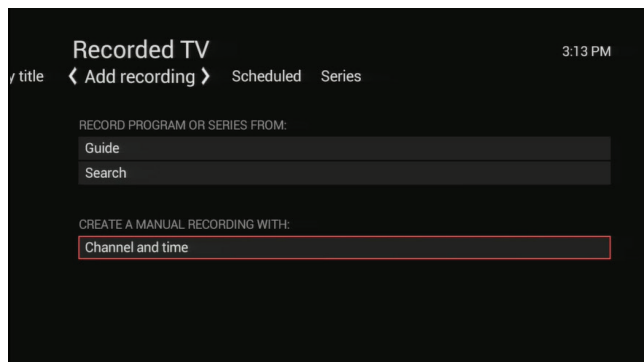 Recorded TV
3:13 PM
y title Add recording Scheduled Series
RECORD PROGRAM OR SERIES FROM:
Guide
Search
CREATE A MANUAL RECORDING WITH:
Channel and time